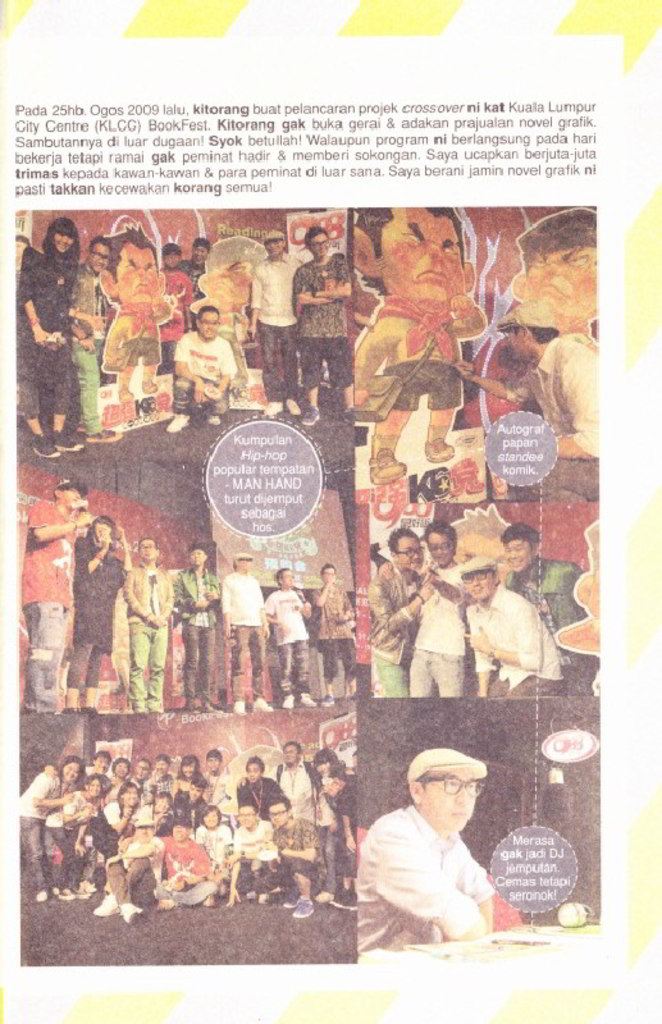 Pada 25hb. Ogos 2009 lalu, kitorang buat pelancaran projek crossover ni kat Kuala Lumpur
City Centre (KLCC) BookFest. Kitorang gak buka gerai & adakan prajualan novel grafik.
Sambutannya di luar dugaan! Syok betullah! Walaupun program ni berlangsung pada hari
bekerja tetapi ramai gak peminat hadir & memberi sokongan. Saya ucapkan berjuta-juta
trimas kepada kawan-kawan & para peminat di luar sana. Saya berani jamin novel grafik ni
pasti takkan kecewakan korang semua!
Kumpulan
Hip-hop
popular tempatan
- MAN HAND
turut dijemput
sebagai
hos.
Autograf
papan
standee
komik.
Merasa
gak jadi DJ
jemputan.
Cemas tetapi
seronok!